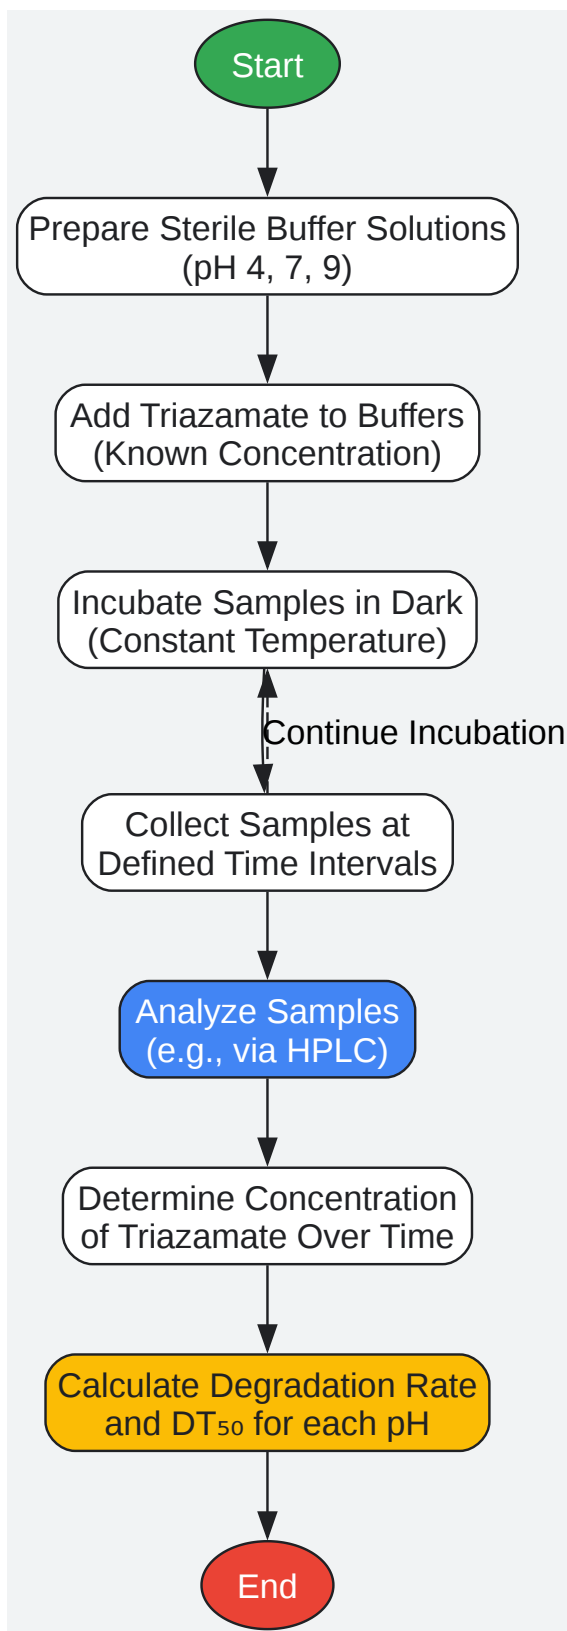 Start
Prepare Sterile Buffer Solutions
(pH 4, 7, 9)
Add Triazamate to Buffers
(Known Concentration)
Incubate Samples in Dark
(Constant Temperature)
Continue Incubation
Collect Samples at
Defined Time Intervals
Analyze Samples
(e.g., via HPLC)
Determine Concentration
of Triazamate Over Time
Calculate Degradation Rate
and DT₅₀ for each pH
End